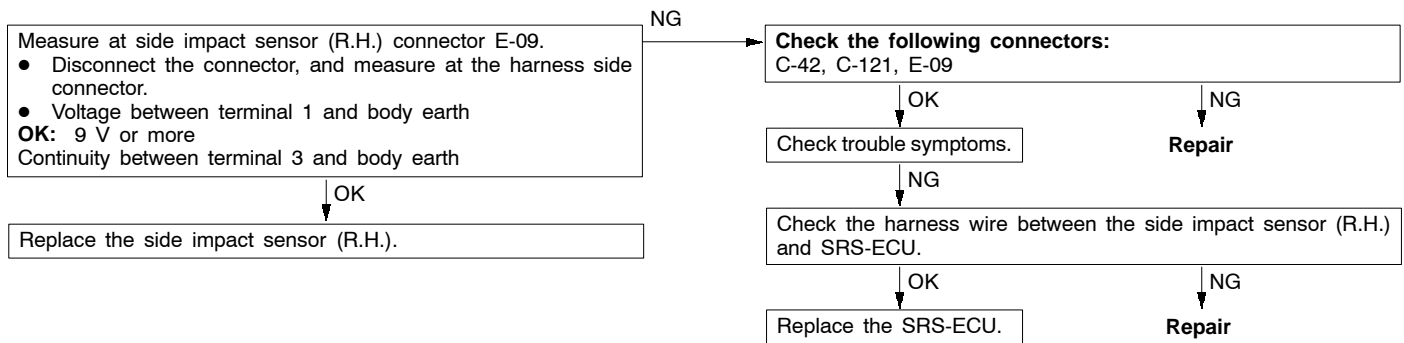 Measure at side impact sensor (R.H.) connector E-09.
● Disconnect the connector, and measure at the harness side
connector.
● Voltage between terminal 1 and body earth
OK: 9 V or more
Continuity between terminal 3 and body earth
OK
Replace the side impact sensor (R.H.).
NG
Check the following connectors:
C-42, C-121, E-09
OK
NG
Check trouble symptoms.
Repair
NG
Check the harness wire between the side impact sensor (R.H.)
and SRS-ECU.
OK
NG
Replace the SRS-ECU.
Repair